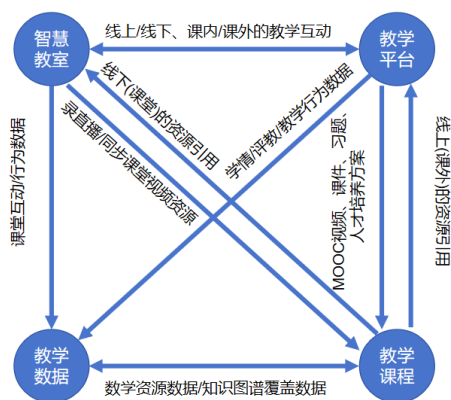 智慧
教室
线上/线下、课内/课外的教学互动
教学
平台
线下(课堂)的资源引用
录直播/同步课堂视频资源
学情/评教/教学行为数据
课堂互动/行为数据
MOOC视频、课件、习题、
人才培养方案
线上(课外)的资源引用
教学
数据
数学资源数据/知识图谱覆盖数据
教学
课程